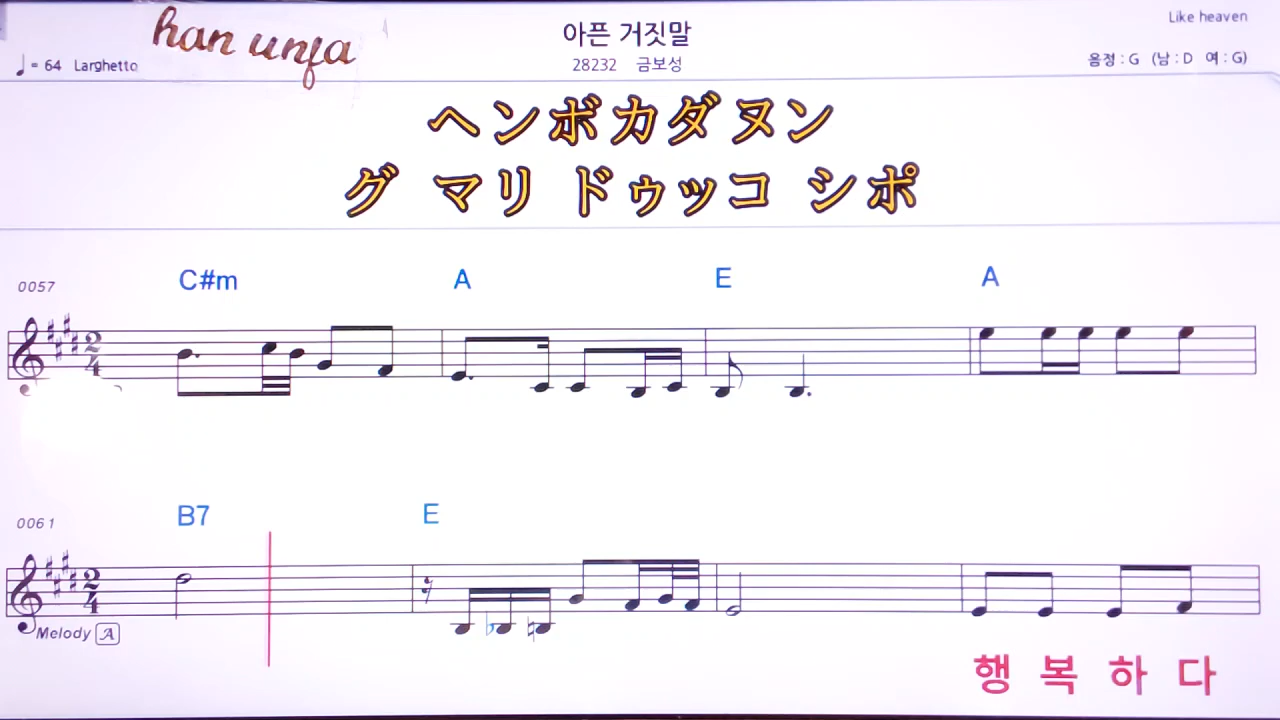 han unfa
아픈 거짓말
Like heaven
♩ = 64 Larghetto
28232 금보성
음정 : G (남 : D 여 : G)
ヘンボカダヌン
グ マリ ドゥッコ シポ
0057 C#m A E A
2
4
0061 B7 E
2
4
Melody A
행 복 하 다